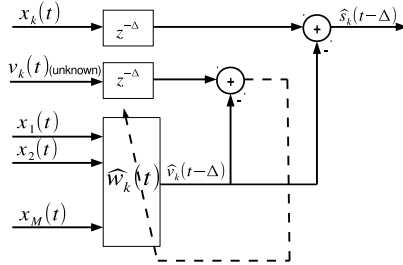 x_k(t)
z^{-Δ}
+
-
ŝ_k(t-Δ)
v_k(t)(unknown)
z^{-Δ}
+
-
x_1(t)
x_2(t)
ŵ_k(t)
v̂_k(t-Δ)
x_M(t)